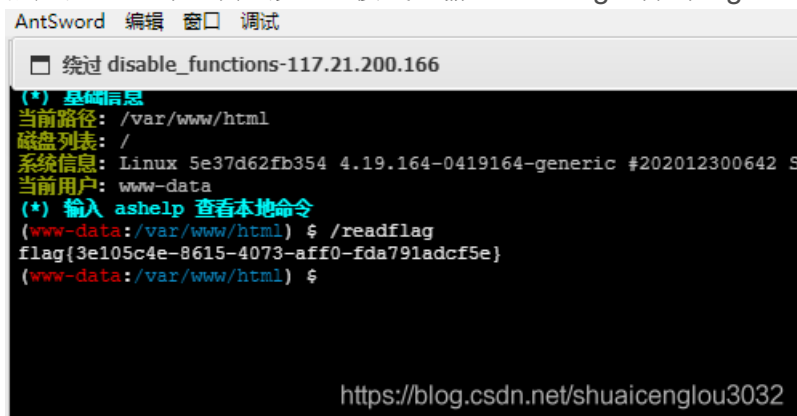 AntSword 编辑 窗口 调试
绕过 disable_functions-117.21.200.166
(*) 基础信息
当前路径: /var/www/html
磁盘列表: /
系统信息: Linux 5e37d62fb354 4.19.164-0419164-generic #202012300642 S
当前用户: www-data
(*) 输入 ashelp 查看本地命令
(www-data:/var/www/html) $ /readflag
flag{3e105c4e-8615-4073-aff0-fda791adcf5e}
(www-data:/var/www/html) $
https://blog.csdn.net/shuaicenglou3032